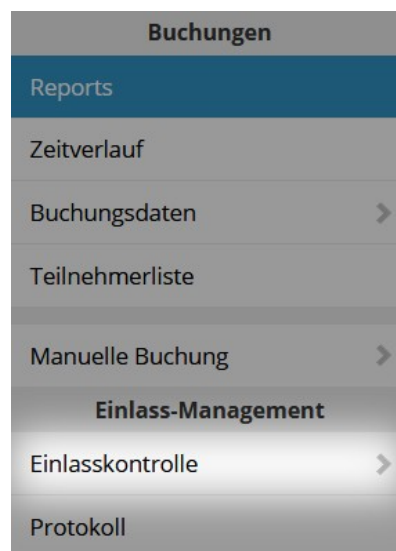 Buchungen
Reports
Zeitverlauf
Buchungsdaten
Teilnehmerliste
Manuelle Buchung
Einlass-Management
Einlasskontrolle
Protokoll